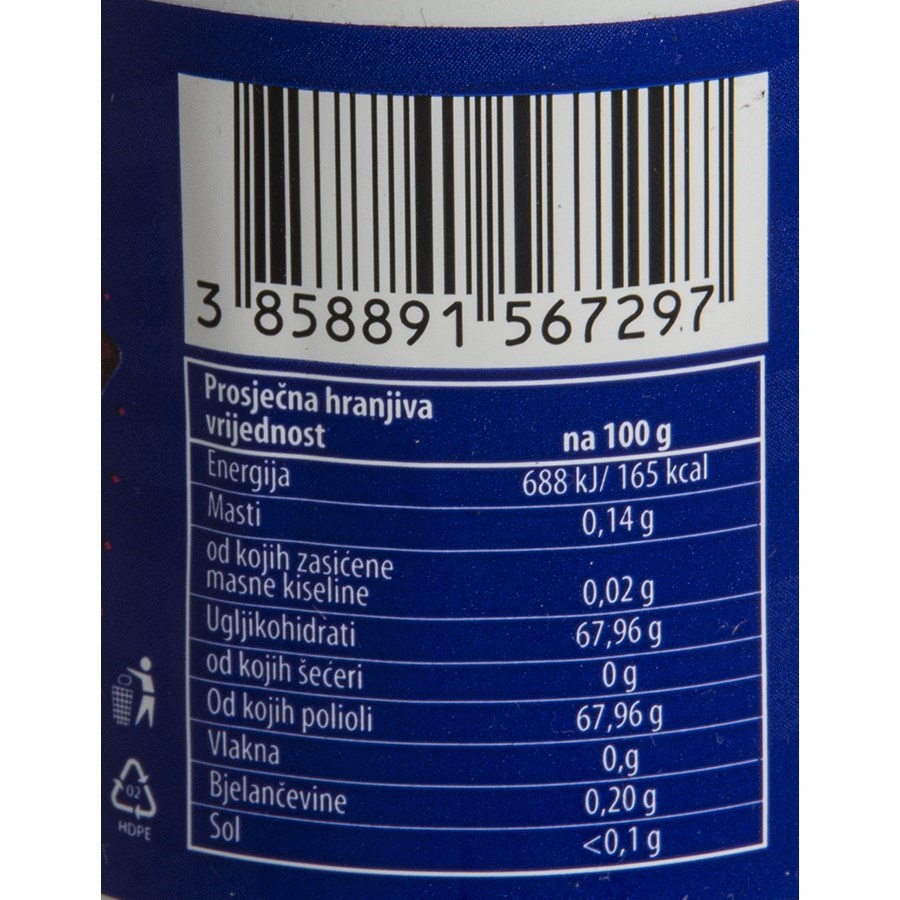 3 858891 567297
Prosječna hranjiva
vrijednost na 100 g
Energija 688 kJ/ 165 kcal
Masti 0,14 g
od kojih zasićene
masne kiseline 0,02 g
Ugljikohidrati 67,96 g
od kojih šećeri 0 g
Od kojih polioli 67,96 g
Vlakna 0,g
Bjelančevine 0,20 g
Sol <0,1 g
02
HDPE